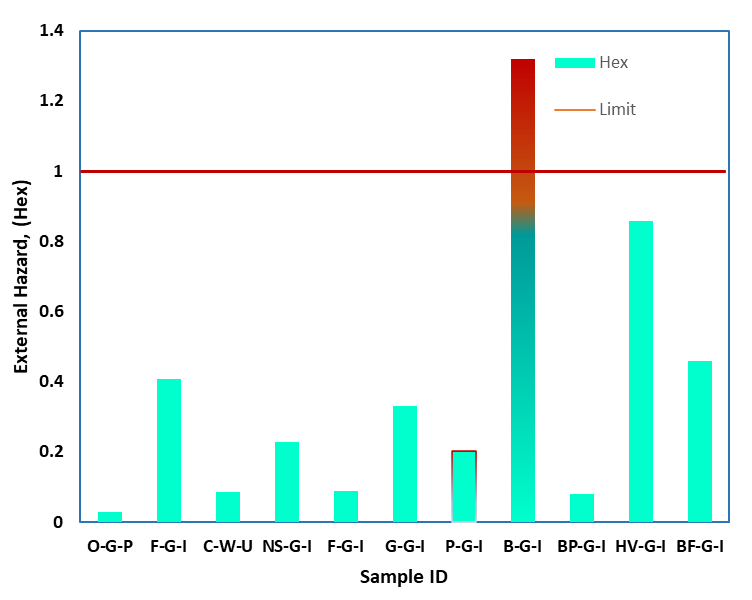 1.4
1.2
1
0.8
0.6
0.4
0.2
0
External Hazard, (Hex)
Hex
Limit
O-G-P F-G-I C-W-U NS-G-I F-G-I G-G-I P-G-I B-G-I BP-G-I HV-G-I BF-G-I
Sample ID